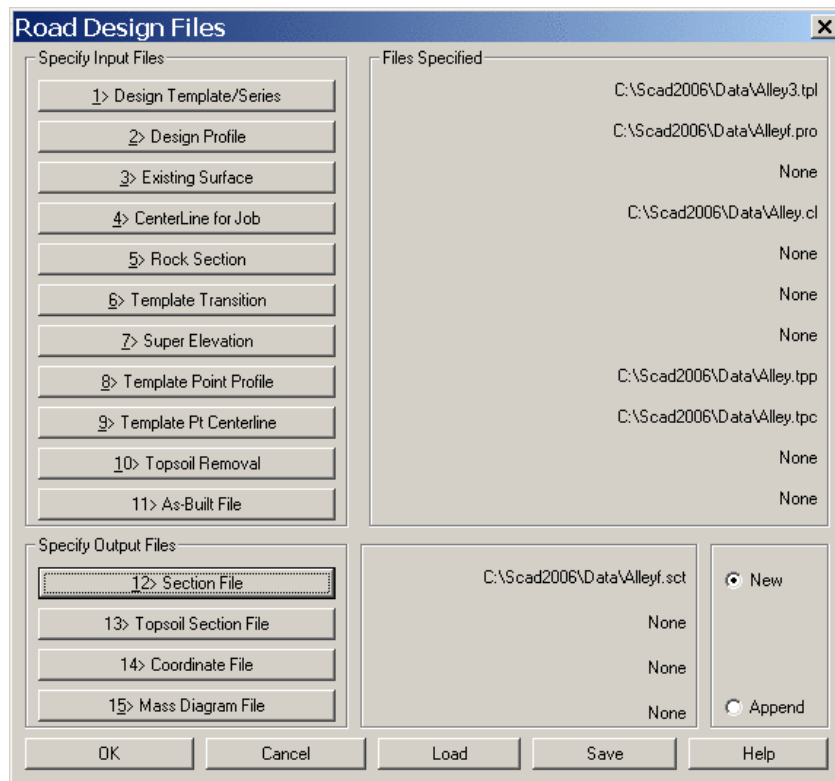 Road Design Files
Specify Input Files
Files Specified
1> Design Template/Series
C:\Scad2006\Data\Alley3.tpl
2> Design Profile
C:\Scad2006\Data\Alleyf.pro
3> Existing Surface
None
4> CenterLine for Job
C:\Scad2006\Data\Alley.cl
5> Rock Section
None
6> Template Transition
None
7> Super Elevation
None
8> Template Point Profile
C:\Scad2006\Data\Alley.tpp
9> Template Pt Centerline
C:\Scad2006\Data\Alley.tpc
10> Topsoil Removal
None
11> As-Built File
None
Specify Output Files
12> Section File
C:\Scad2006\Data\Alleyf.sct
New
13> Topsoil Section File
None
14> Coordinate File
None
15> Mass Diagram File
None
Append
OK
Cancel
Load
Save
Help